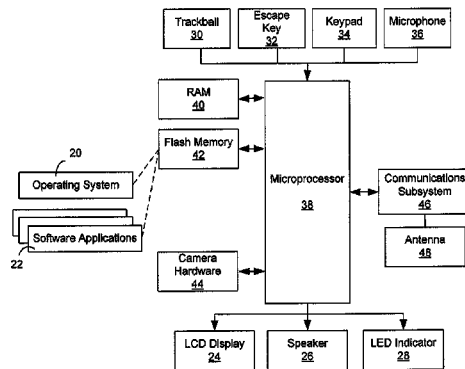 Trackball
30
Escape
Key
32
Keypad
34
Microphone
36
RAM
40
Flash Memory
42
20
Operating System
Software Applications
22
Microprocessor
38
Communications
Subsystem
46
Antenna
48
Camera
Hardware
44
LCD Display
24
Speaker
26
LED Indicator
28